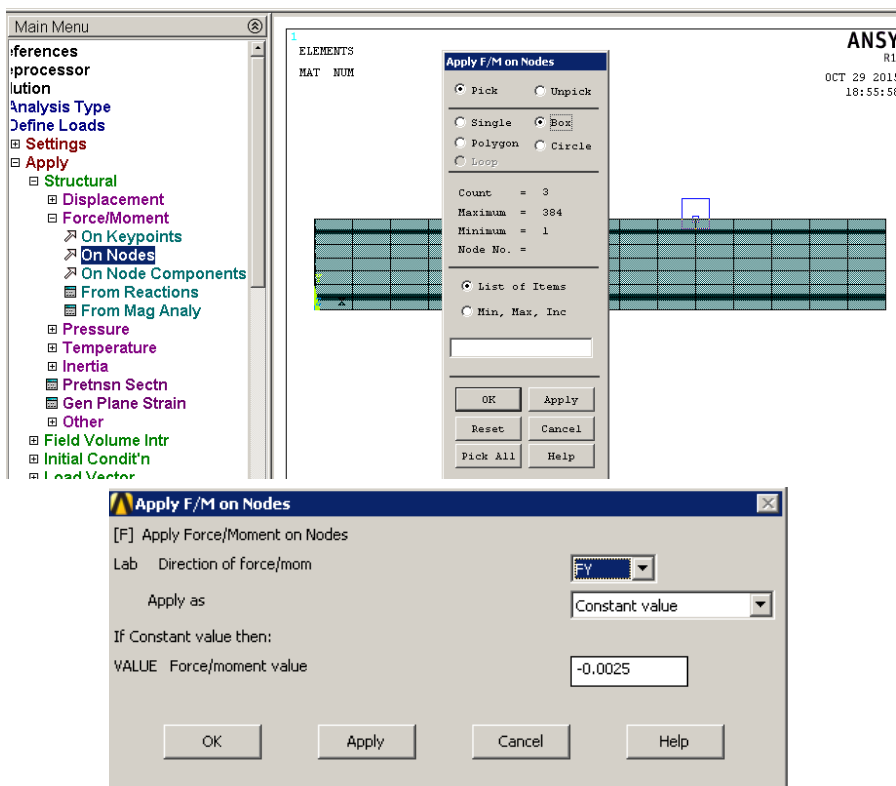 Main Menu
eferences
eprocessor
lution
Analysis Type
Define Loads
Settings
Apply
Structural
Displacement
Force/Moment
On Keypoints
On Nodes
On Node Components
From Reactions
From Mag Analy
Pressure
Temperature
Inertia
Pretnsn Sectn
Gen Plane Strain
Other
Field Volume Intr
Initial Condit'n
Load Vector
1
ELEMENTS
MAT NUM
ANSY
R1
OCT 29 2015
18:55:58
X
Apply F/M on Nodes
Pick Unpick
Single Box
Polygon Circle
Loop
Count = 3
Maximum = 384
Minimum = 1
Node No. =
List of Items
Min, Max, Inc
OK Apply
Reset Cancel
Pick All Help
Apply F/M on Nodes
[F] Apply Force/Moment on Nodes
Lab Direction of force/mom FY
Apply as Constant value
If Constant value then:
VALUE Force/moment value -0.0025
OK Apply Cancel Help